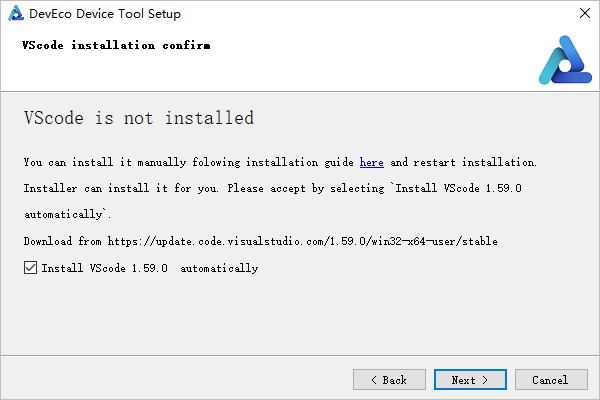 DevEco Device Tool Setup
VScode installation confirm
VScode is not installed
You can install it manually folowing installation guide here and restart installation.
Installer can install it for you. Please accept by selecting `Install VScode 1.59.0
automatically`.
Download from https://update.code.visualstudio.com/1.59.0/win32-x64-user/stable
Install VScode 1.59.0  automatically
< Back
Next >
Cancel